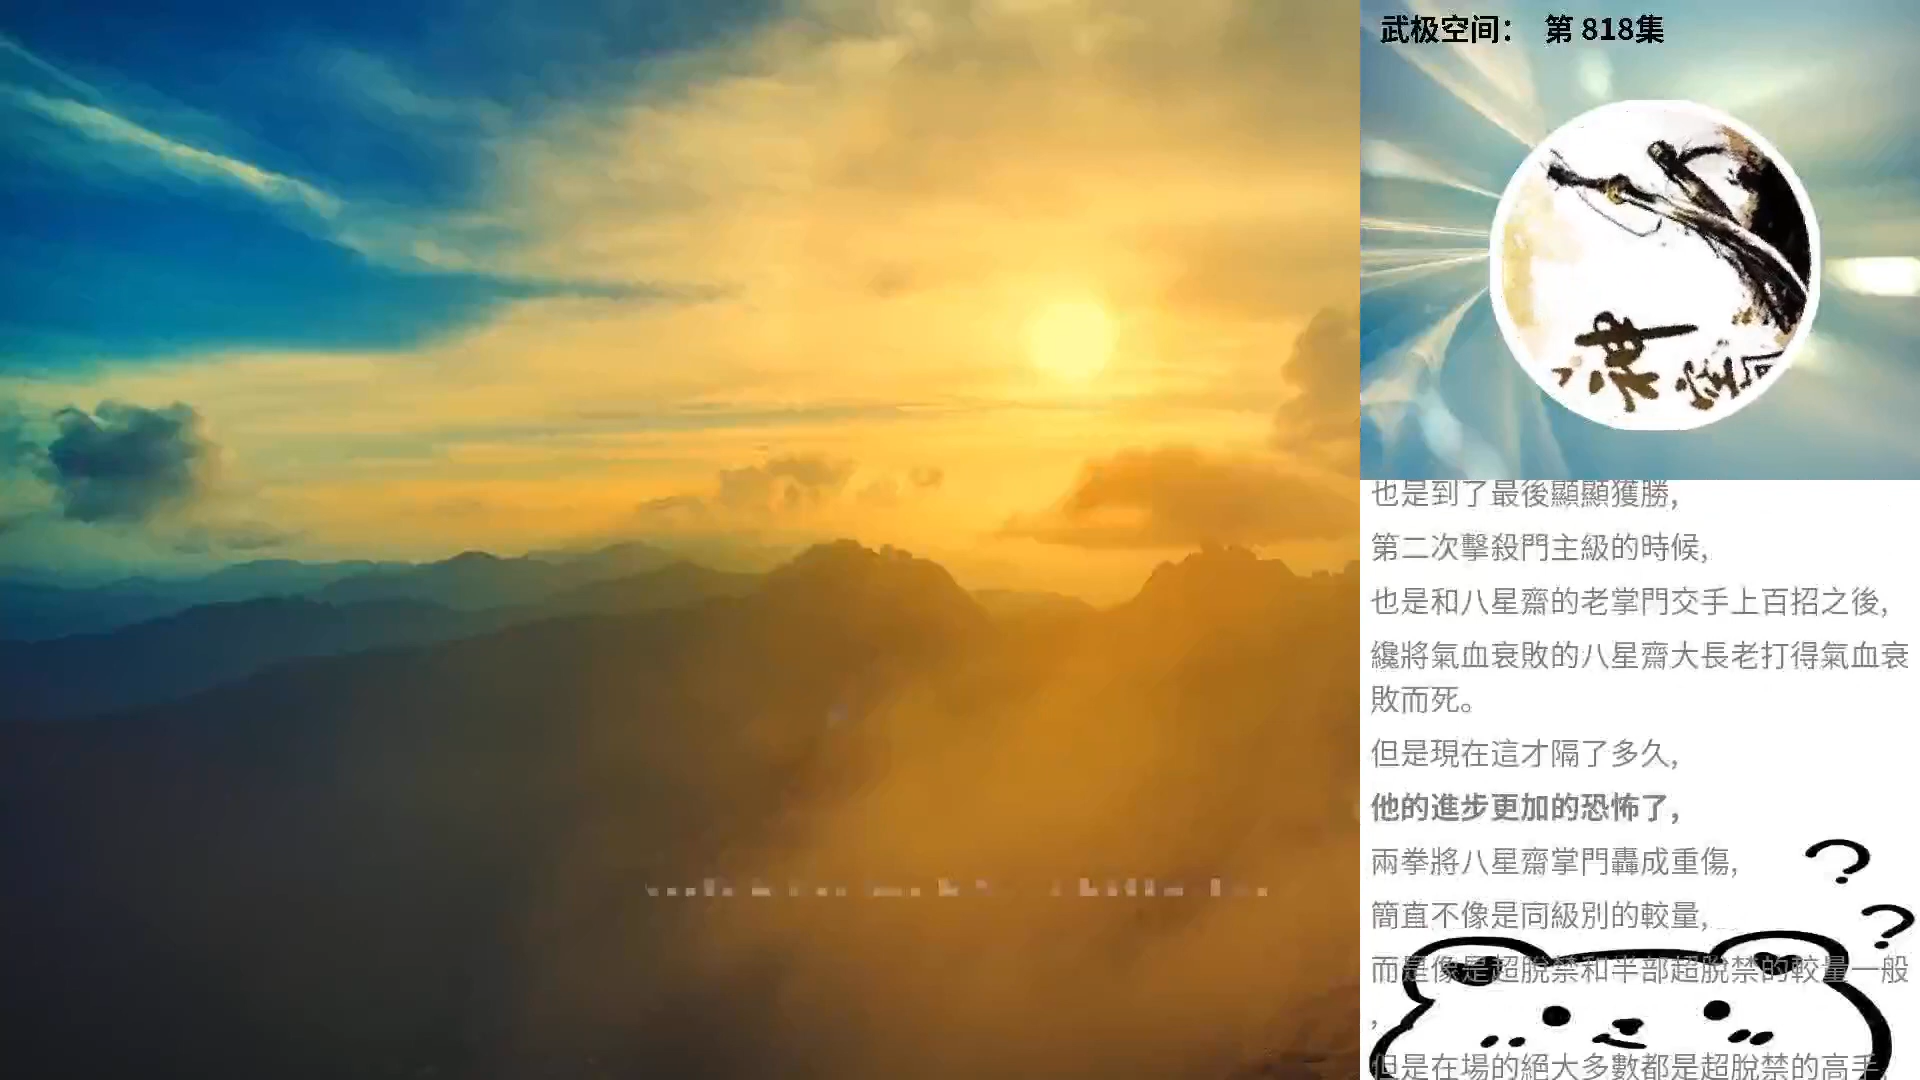 武极空间： 第 818集
也是到了最後顯顯獲勝,
第二次擊殺門主級的時候,
也是和八星齋的老掌門交手上百招之後,
纔將氣血衰敗的八星齋大長老打得氣血衰
敗而死。
但是現在這才隔了多久,
他的進步更加的恐怖了,
兩拳將八星齋掌門轟成重傷,
簡直不像是同級別的較量,
而是像是超脫禁和半部超脫禁的較量一般
,
但是在場的絕大多數都是超脫禁的高手,
? ?